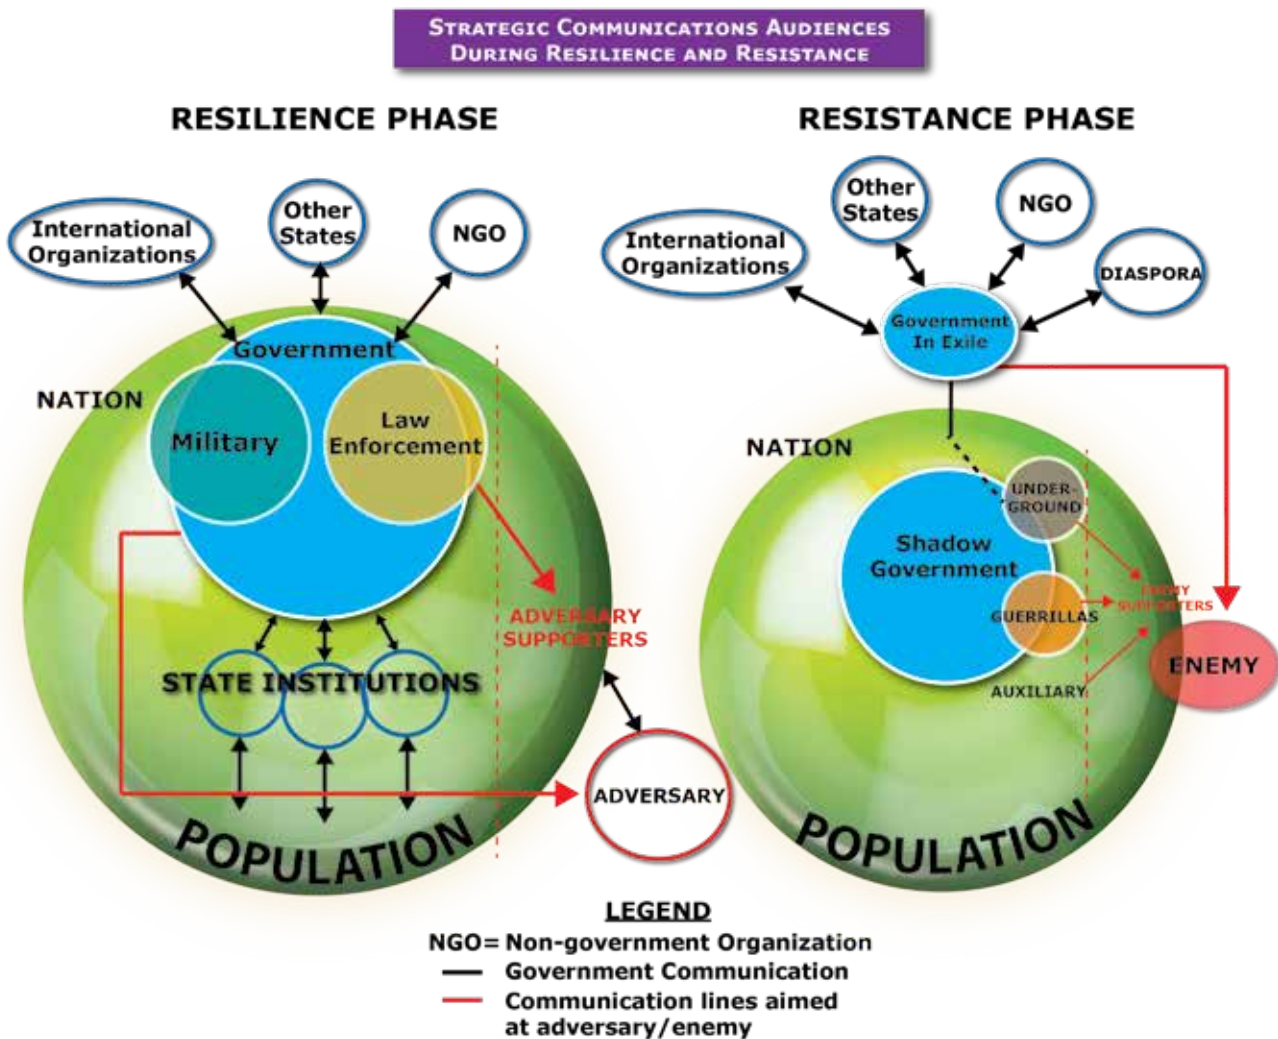 STRATEGIC COMMUNICATIONS AUDIENCES
DURING RESILIENCE AND RESISTANCE
RESILIENCE PHASE
International
Organizations
Other
States
NGO
Government
NATION
Military
Law
Enforcement
ADVERSARY
SUPPORTERS
STATE INSTITUTIONS
ADVERSARY
POPULATION
RESISTANCE PHASE
International
Organizations
Other
States
NGO
DIASPORA
Government
In Exile
NATION
UNDER-
GROUND
Shadow
Government
ENEMY
SUPPORTERS
GUERRILLAS
ENEMY
AUXILIARY
POPULATION
LEGEND
NGO= Non-government Organization
Government Communication
Communication lines aimed
at adversary/enemy